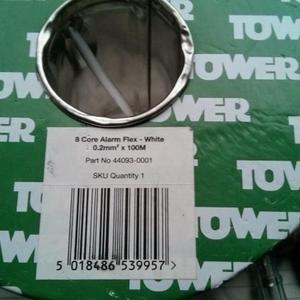 TOWER
TOWER
TOWER
TOWER
8 Core Alarm Flex - White
0.2mm² x 100M
Part No 44093-0001
SKU Quantity 1
TOWER
TOWER
5 018486 539957 >
TOWER